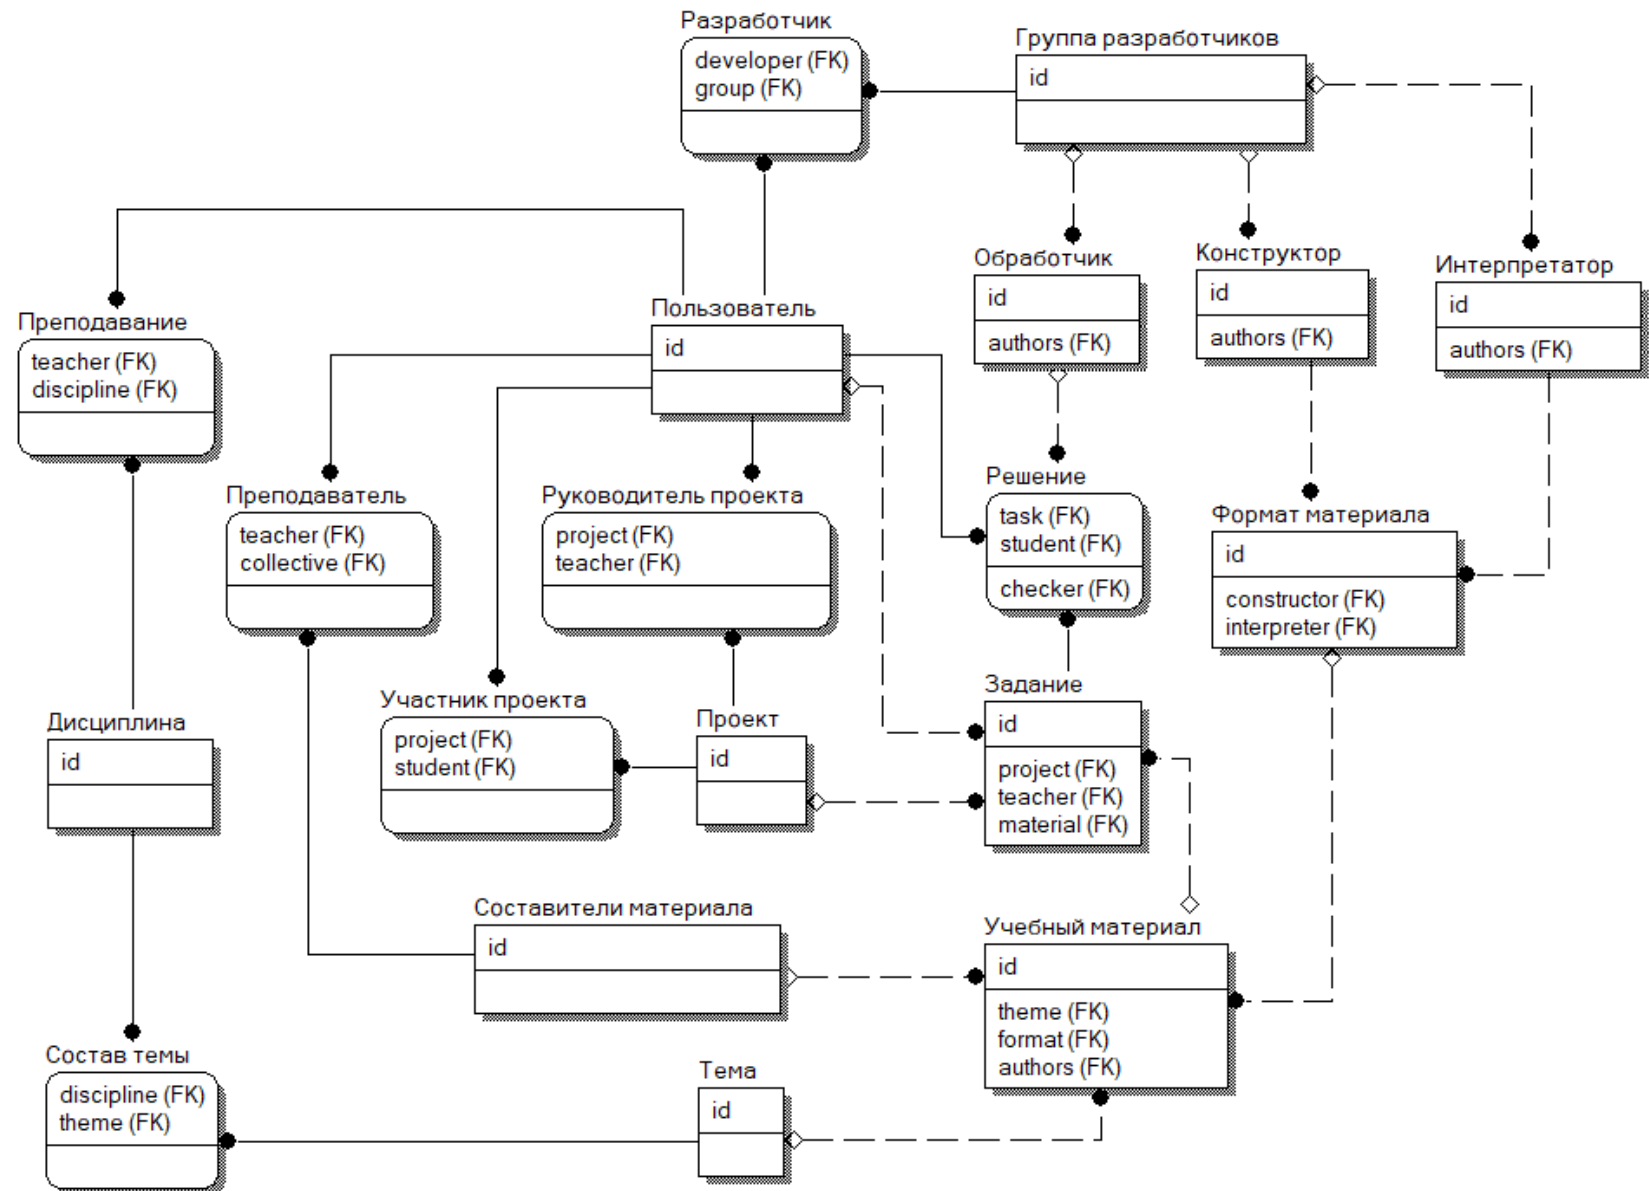 Разработчик
developer (FK)
group (FK)
Группа разработчиков
id
Обработчик
id
authors (FK)
Конструктор
id
authors (FK)
Интерпретатор
id
authors (FK)
Преподавание
teacher (FK)
discipline (FK)
Пользователь
id
Преподаватель
teacher (FK)
collective (FK)
Руководитель проекта
project (FK)
teacher (FK)
Решение
task (FK)
student (FK)
checker (FK)
Формат материала
id
constructor (FK)
interpreter (FK)
Дисциплина
id
Участник проекта
project (FK)
student (FK)
Проект
id
Задание
id
project (FK)
teacher (FK)
material (FK)
Составители материала
id
Учебный материал
id
theme (FK)
format (FK)
authors (FK)
Состав темы
discipline (FK)
theme (FK)
Тема
id